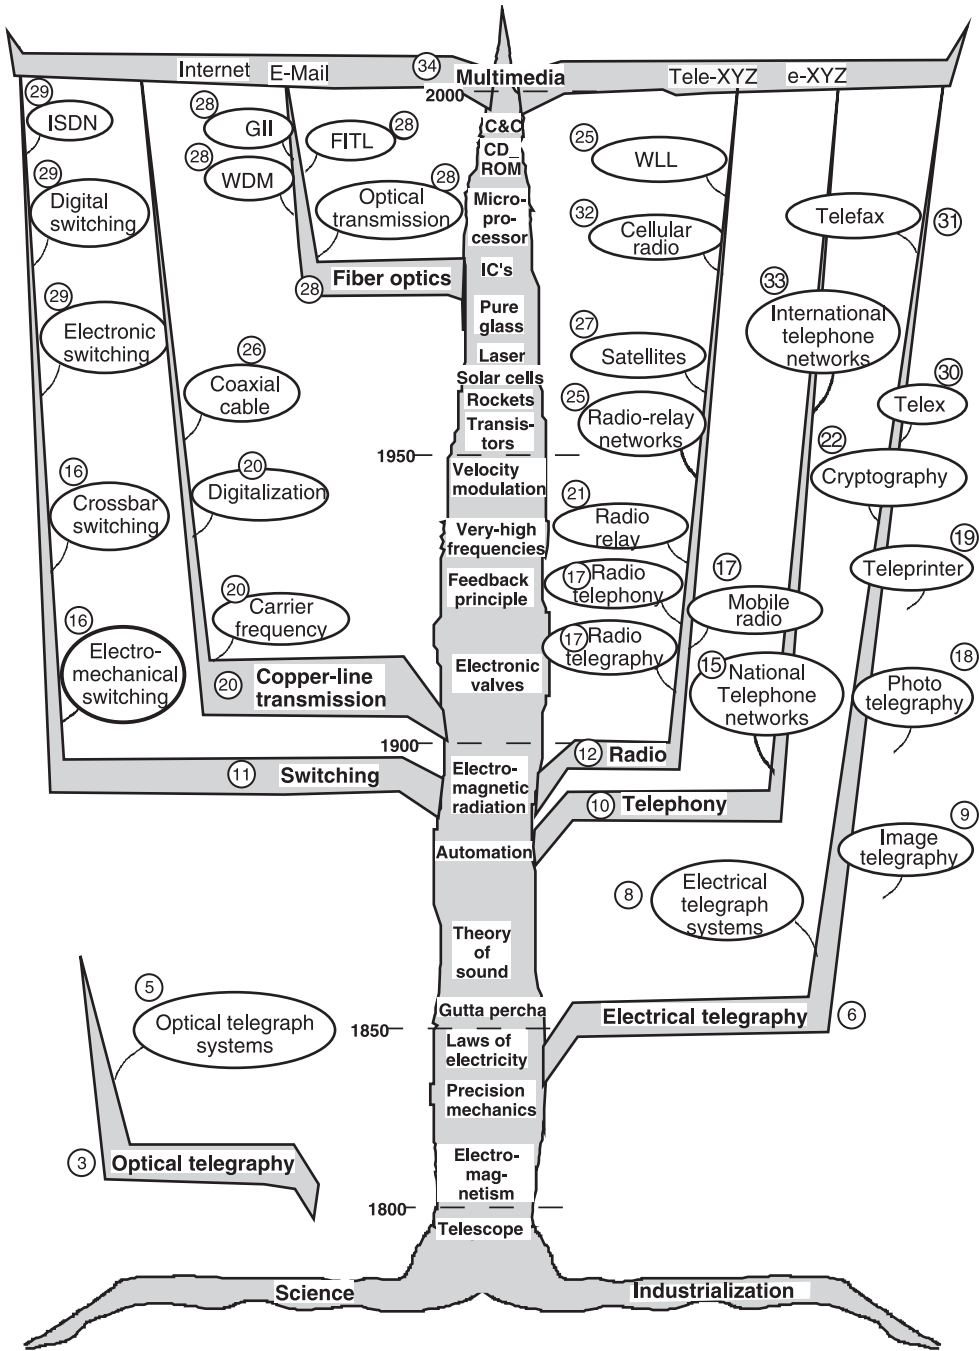 34
Internet
E-Mail
Multimedia
Tele-XYZ
e-XYZ
2000
29
ISDN
28
GII
28
WDM
FITL
28
28
Optical
transmission
29
Digital
switching
29
Electronic
switching
28
Fiber optics
26
Coaxial
cable
20
Digitalization
16
Crossbar
switching
20
Carrier
frequency
16
Electro-
mechanical
switching
20
Copper-line
transmission
11
Switching
5
Optical telegraph
systems
3
Optical telegraphy
C&C
CD_
ROM
Micro-
pro-
cessor
IC's
Pure
glass
Laser
Solar cells
Rockets
Transis-
tors
1950
Velocity
modulation
Very-high
frequencies
Feedback
principle
Electronic
valves
1900
Electro-
magnetic
radiation
Automation
Theory
of
sound
Gutta percha
1850
Laws of
electricity
Precision
mechanics
Electro-
mag-
netism
1800
Telescope
25
WLL
32
Cellular
radio
27
Satellites
25
Radio-relay
networks
21
Radio
relay
17
Radio
telephony
17
Radio
telegraphy
12
Radio
17
Mobile
radio
15
National
Telephone
networks
10
Telephony
33
International
telephone
networks
Telefax
31
30
Telex
22
Cryptography
19
Teleprinter
18
Photo
telegraphy
9
Image
telegraphy
8
Electrical
telegraph
systems
Electrical telegraphy
6
Science
Industrialization